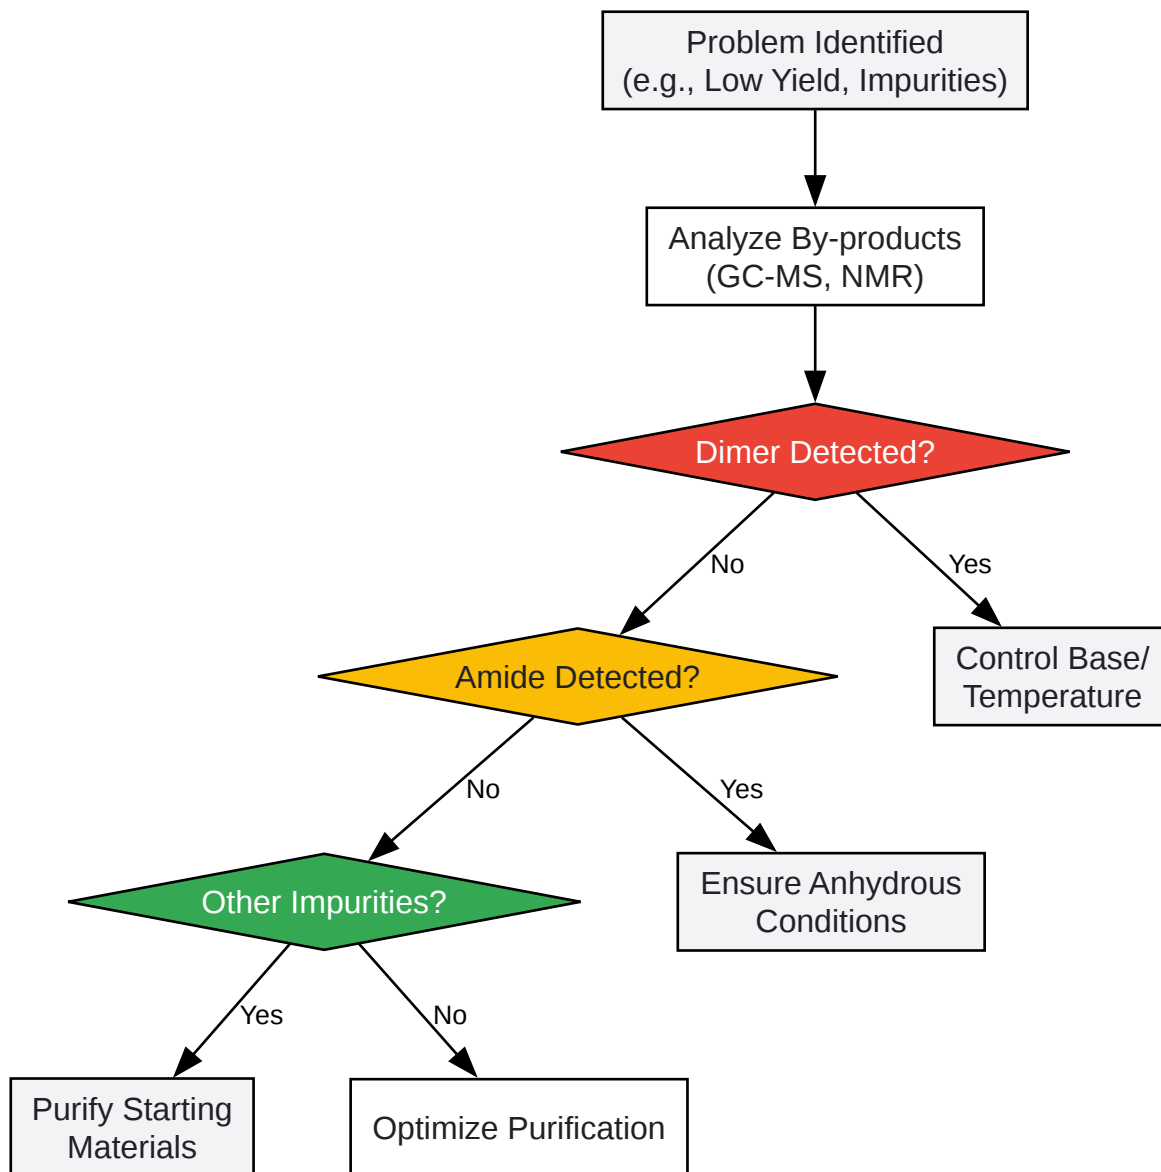 Problem Identified
(e.g., Low Yield, Impurities)
Analyze By-products
(GC-MS, NMR)
Dimer Detected?
No
Yes
Amide Detected?
Control Base/
Temperature
No
Yes
Other Impurities?
Ensure Anhydrous
Conditions
Yes
No
Purify Starting
Materials
Optimize Purification